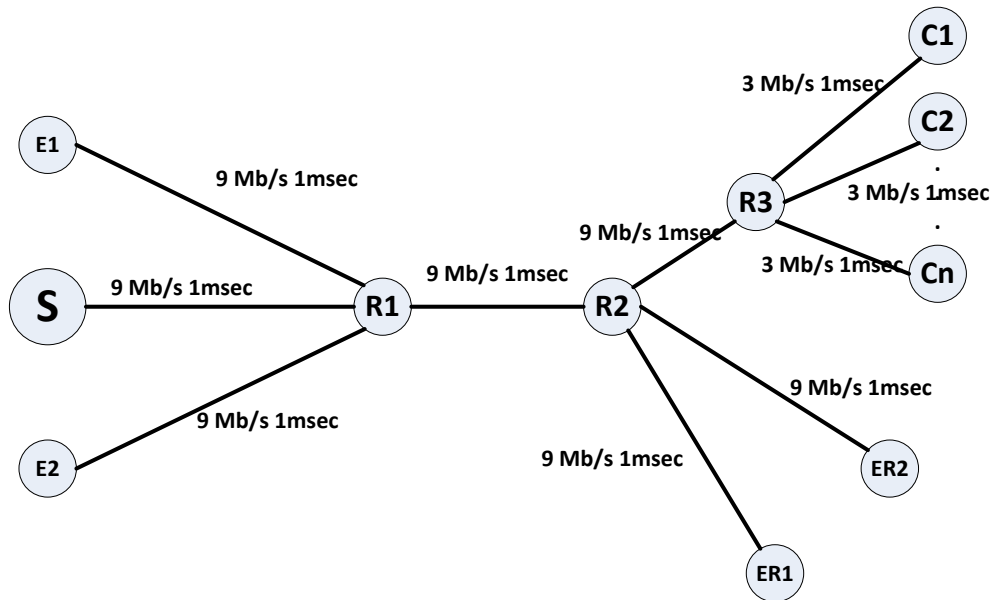 C1
3 Mb/s 1msec
C2
E1
9 Mb/s 1msec
R3
3 Mb/s 1msec
.
.
.
9 Mb/s 1msec
3 Mb/s 1msec
Cn
S
9 Mb/s 1msec
R1
9 Mb/s 1msec
R2
9 Mb/s 1msec
9 Mb/s 1msec
9 Mb/s 1msec
E2
ER2
ER1